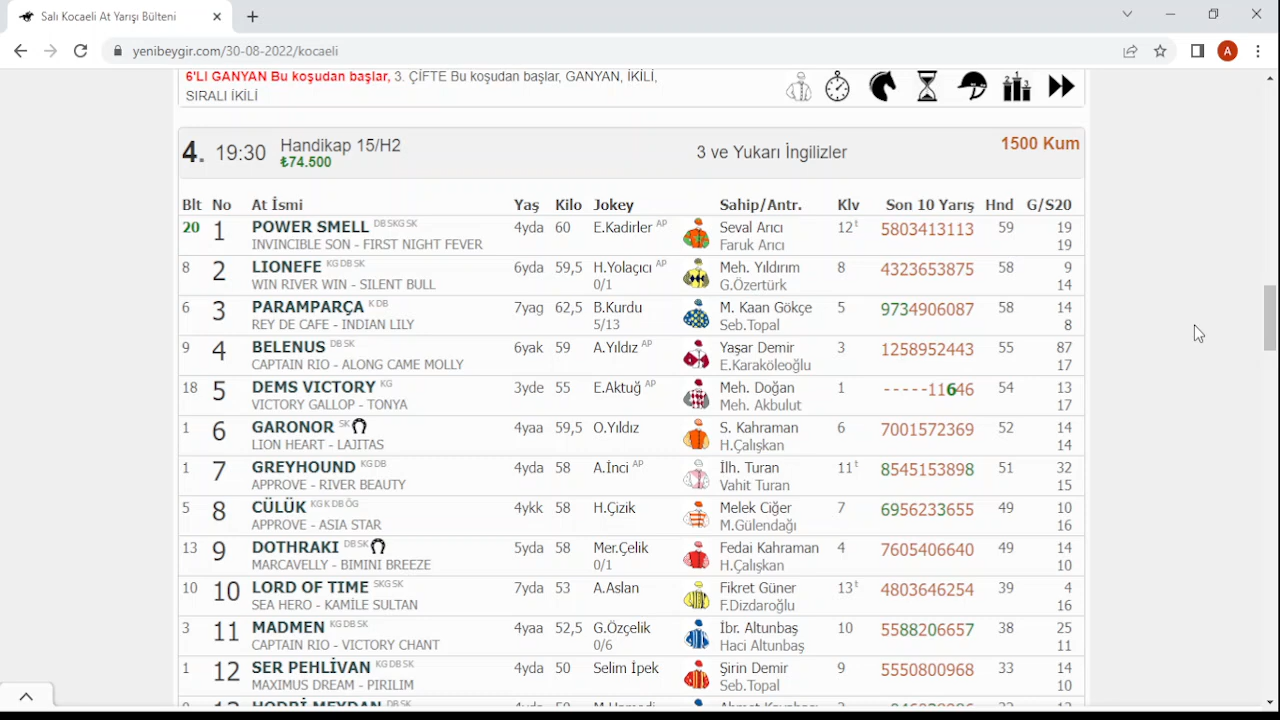 Salı Kocaeli At Yarışı Bülteni
yenibeygir.com/30-08-2022/kocaeli
A
6'LI GANYAN Bu koşudan başlar, 3. ÇİFTE Bu koşudan başlar, GANYAN, İKİLİ,
SIRALI İKİLİ
4. 19:30 Handikap 15/H2 3 ve Yukarı İngilizler 1500 Kum
₺74.500
Blt No At İsmi Yaş Kilo Jokey Sahip/Antr. Klv Son 10 Yarış Hnd G/S20
20 1 POWER SMELL DB SKG SK 4yda 60 E.Kadirler AP Seval Arıcı 12 t 5803413113 59 19
INVINCIBLE SON - FIRST NIGHT FEVER Faruk Arıcı 19
8 2 LIONEFE KG DB SK 6yda 59,5 H.Yolaçıcı AP Meh. Yıldırım 8 4323653875 58 9
WIN RIVER WIN - SILENT BULL 0/1 G.Özertürk 14
6 3 PARAMPARÇA K DB 7yag 62,5 B.Kurdu M. Kaan Gökçe 5 9734906087 58 14
REY DE CAFE - INDIAN LILY 5/13 Seb.Topal 8
9 4 BELENUS DB SK 6yak 59 A.Yıldız AP Yaşar Demir 3 1258952443 55 87
CAPTAIN RIO - ALONG CAME MOLLY E.Karaköleoğlu 17
18 5 DEMS VICTORY KG 3yde 55 E.Aktuğ AP Meh. Doğan 1 -----11646 54 13
VICTORY GALLOP - TONYA Meh. Akbulut 17
1 6 GARONOR SK 4yaa 59,5 O.Yıldız S. Kahraman 6 7001572369 52 14
LION HEART - LAJITAS H.Çalışkan 14
1 7 GREYHOUND KG DB 4yda 58 A.İnci AP İlh. Turan 11 t 8545153898 51 32
APPROVE - RIVER BEAUTY Vahit Turan 15
5 8 CÜLÜK KG K DB ÖG 4ykk 58 H.Çizik Melek Ciğer 7 6956233655 49 10
APPROVE - ASIA STAR M.Gülendağı 16
13 9 DOTHRAKI DB SK 5yda 58 Mer.Çelik Fedai Kahraman 4 7605406640 49 14
MARCAVELLY - BIMINI BREEZE 0/1 H.Çalışkan 10
10 10 LORD OF TIME SKG SK 7yda 53 A.Aslan Fikret Güner 13 t 4803646254 39 4
SEA HERO - KAMİLE SULTAN F.Dizdaroğlu 16
3 11 MADMEN KG DB SK 4yaa 52,5 G.Özçelik İbr. Altunbaş 10 5588206657 38 25
CAPTAIN RIO - VICTORY CHANT 0/6 Haci Altunbaş 11
1 12 SER PEHLİVAN KG DB SK 4yda 50 Selim İpek Şirin Demir 9 5550800968 33 14
MAXIMUS DREAM - PIRILIM Seb.Topal 10
HODRİ MEYDAN